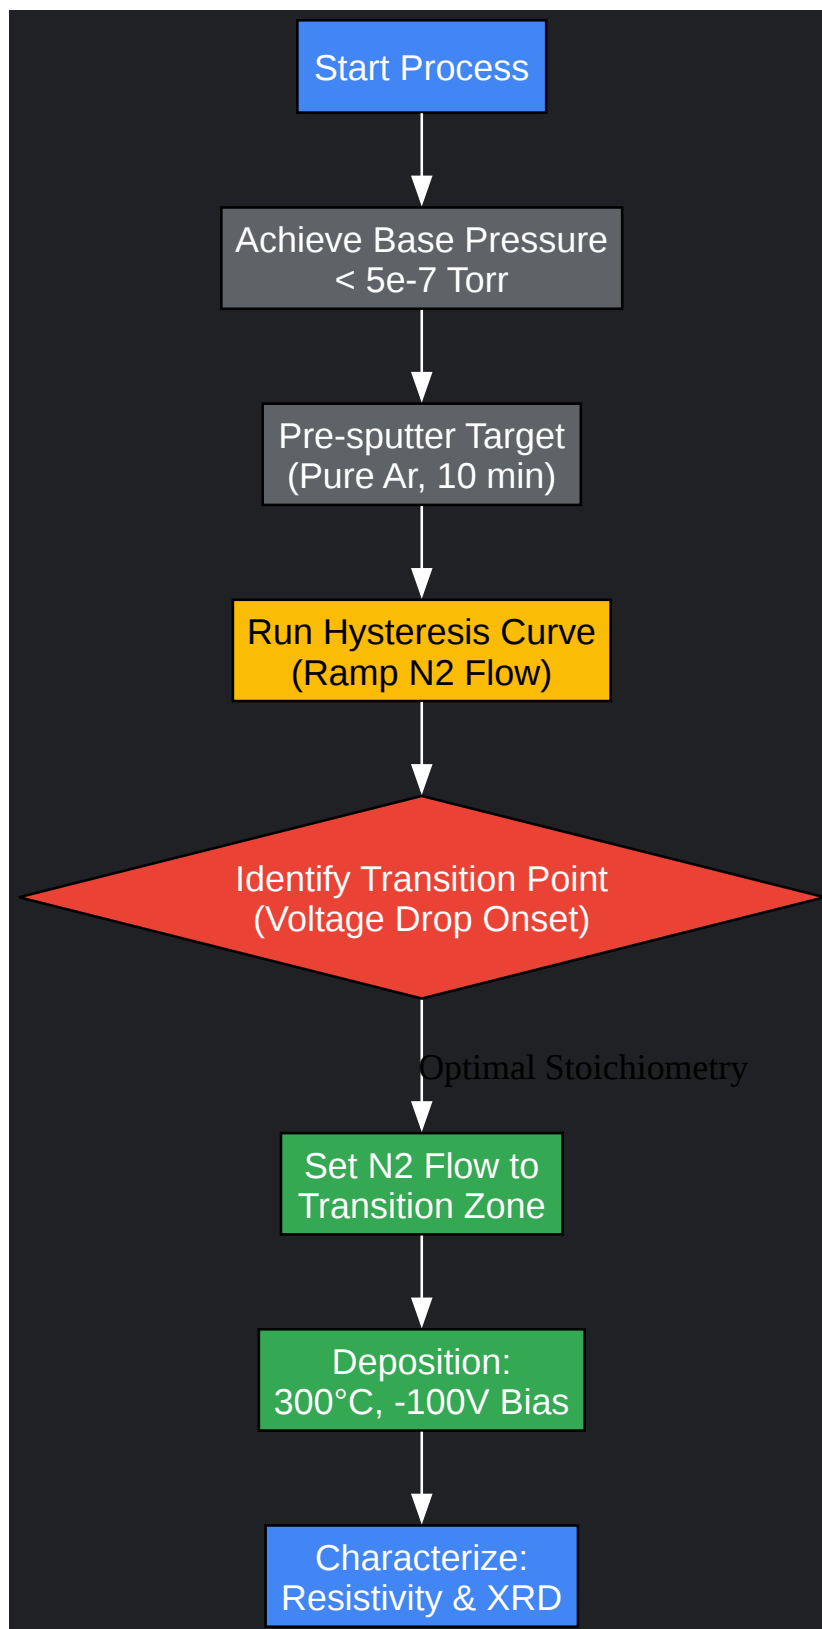 Start Process
Achieve Base Pressure
< 5e-7 Torr
Pre-sputter Target
(Pure Ar, 10 min)
Run Hysteresis Curve
(Ramp N2 Flow)
Identify Transition Point
(Voltage Drop Onset)
Optimal Stoichiometry
Set N2 Flow to
Transition Zone
Deposition:
300°C, -100V Bias
Characterize:
Resistivity & XRD